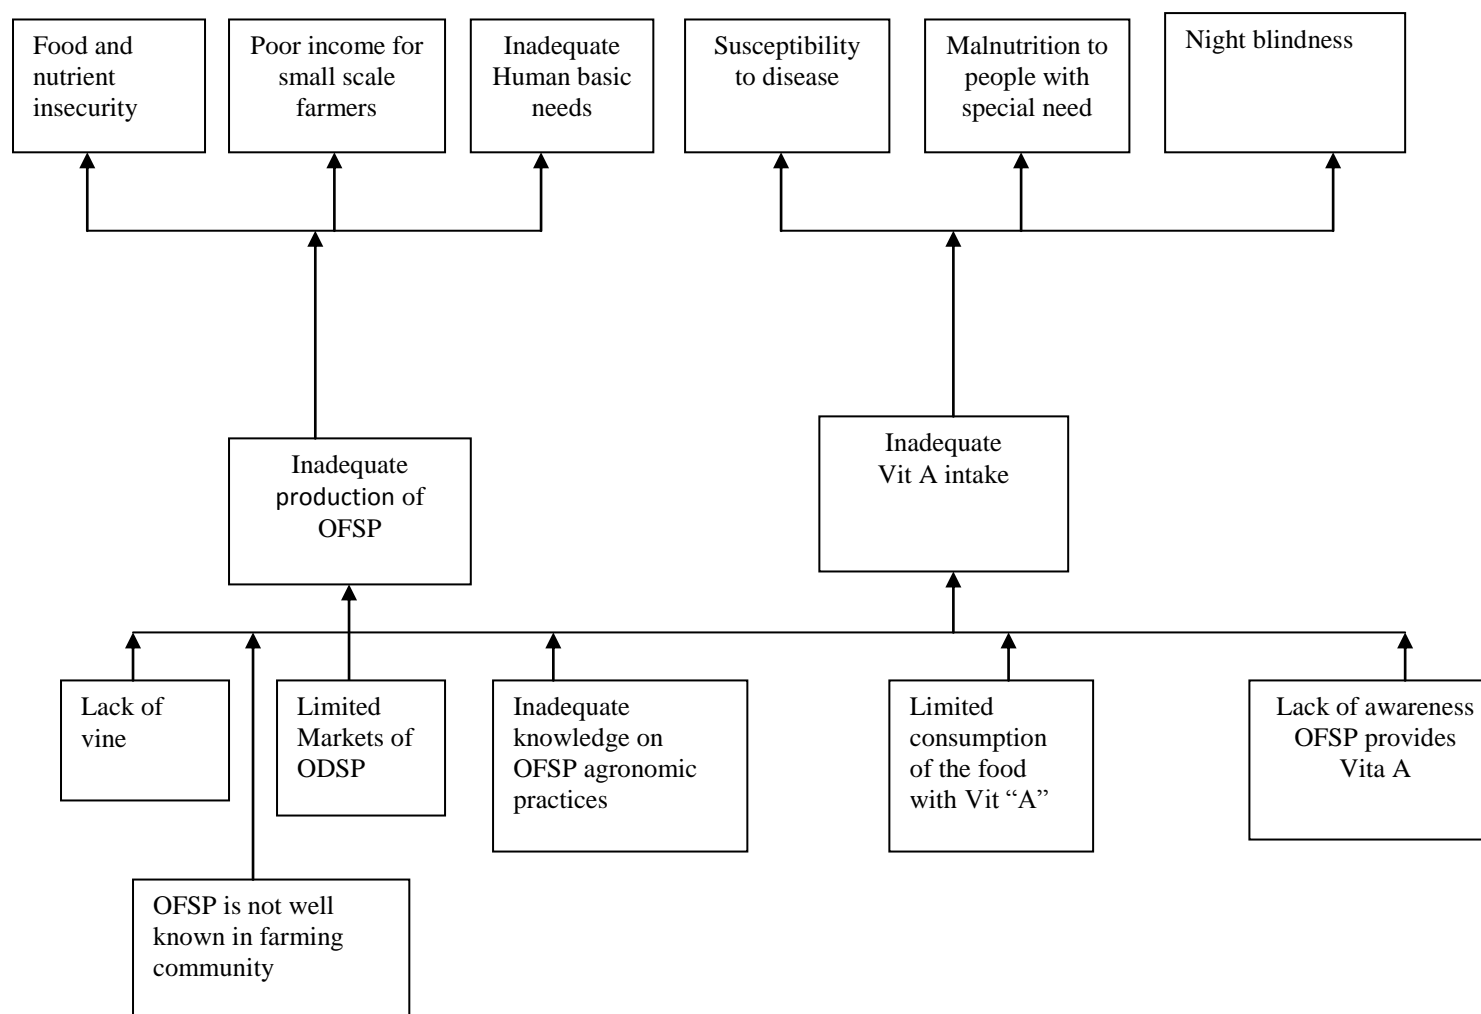 Food and
nutrient
insecurity
Poor income for
small scale
farmers
Inadequate
Human basic
needs
Susceptibility
to disease
Malnutrition to
people with
special need
Night blindness
Inadequate
production of
OFSP
Inadequate
Vit A intake
Lack of
vine
Limited
Markets of
ODSP
Inadequate
knowledge on
OFSP agronomic
practices
Limited
consumption
of the food
with Vit “A”
Lack of awareness
OFSP provides
Vita A
OFSP is not well
known in farming
community